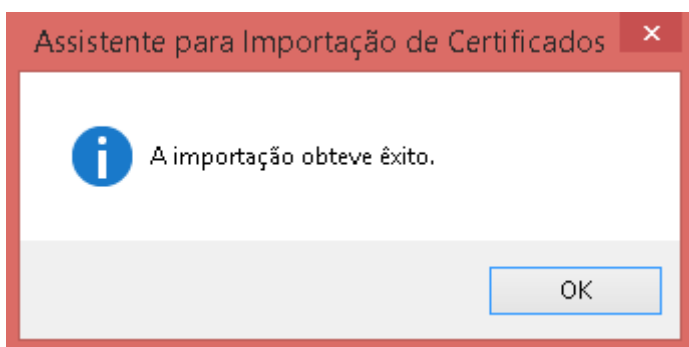 Assistente para Importação de Certificados
A importação obteve êxito.
OK